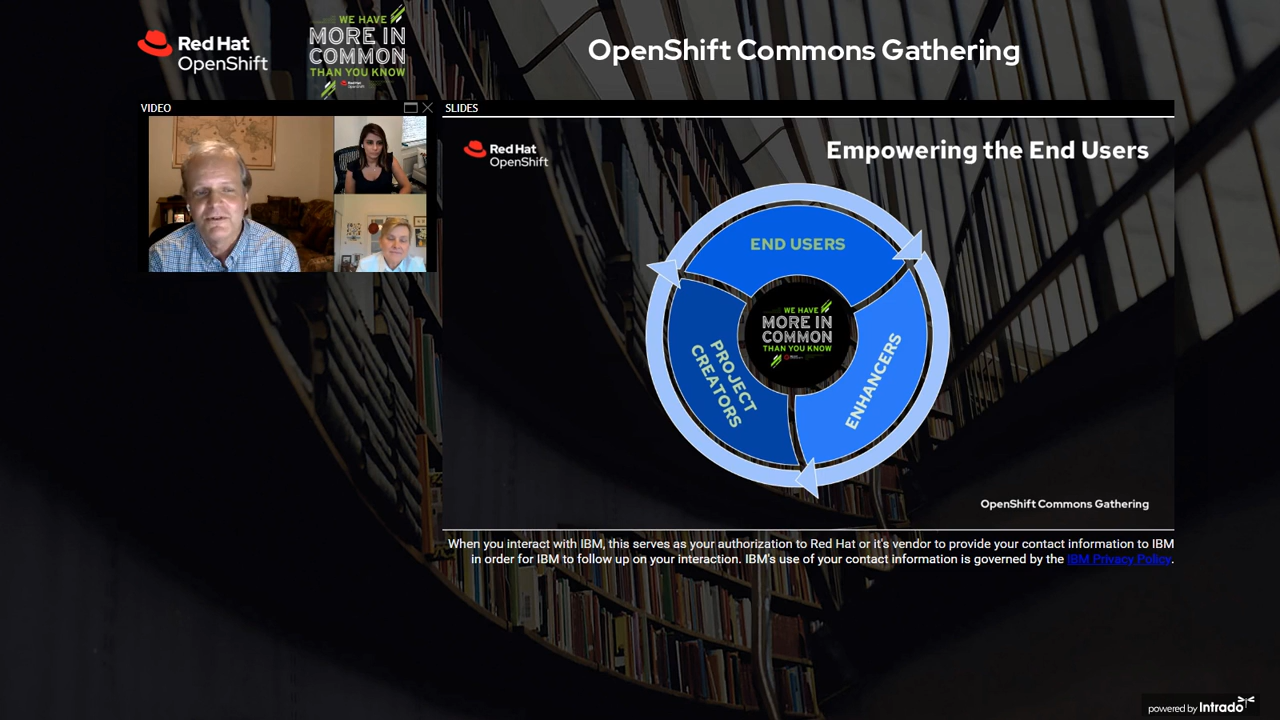 Red Hat
OpenShift
WE HAVE
MORE IN
COMMON
THAN YOU KNOW
OpenShift Commons Gathering
VIDEO
SLIDES
Red Hat
OpenShift
Empowering the End Users
END USERS
WE HAVE
MORE IN
COMMON
THAN YOU KNOW
PROJECT
CREATORS
ENHANCERS
OpenShift Commons Gathering
When you interact with IBM, this serves as your authorization to Red Hat or it's vendor to provide your contact information to IBM
in order for IBM to follow up on your interaction. IBM's use of your contact information is governed by the IBM Privacy Policy.
powered by Intrado